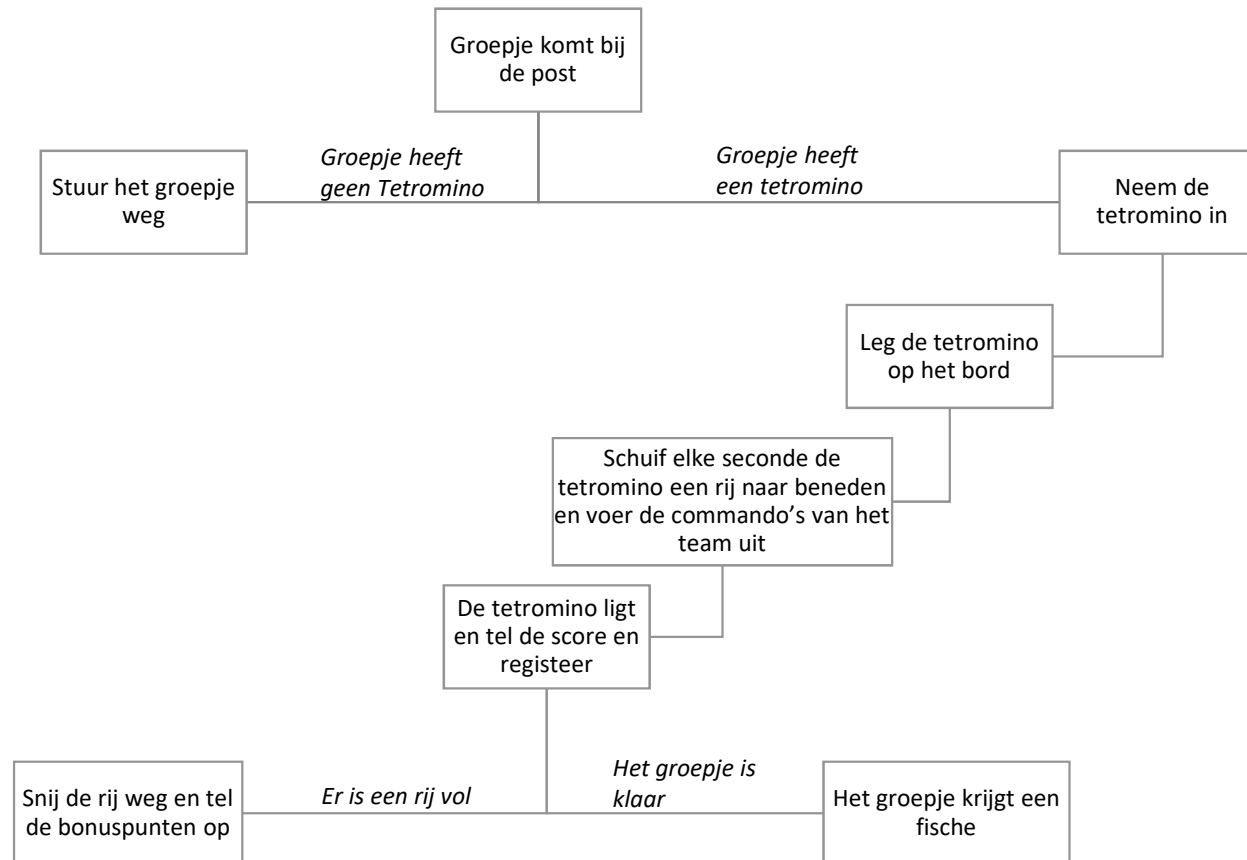 Groepje komt bij
de post
Groepje heeft
geen Tetromino
Groepje heeft
een tetromino
Stuur het groepje
weg
Neem de
tetromino in
Leg de tetromino
op het bord
Schuif elke seconde de
tetromino een rij naar beneden
en voer de commando’s van het
team uit
De tetromino ligt
en tel de score en
registeer
Het groepje is
klaar
Er is een rij vol
Snij de rij weg en tel
de bonuspunten op
Het groepje krijgt een
fische